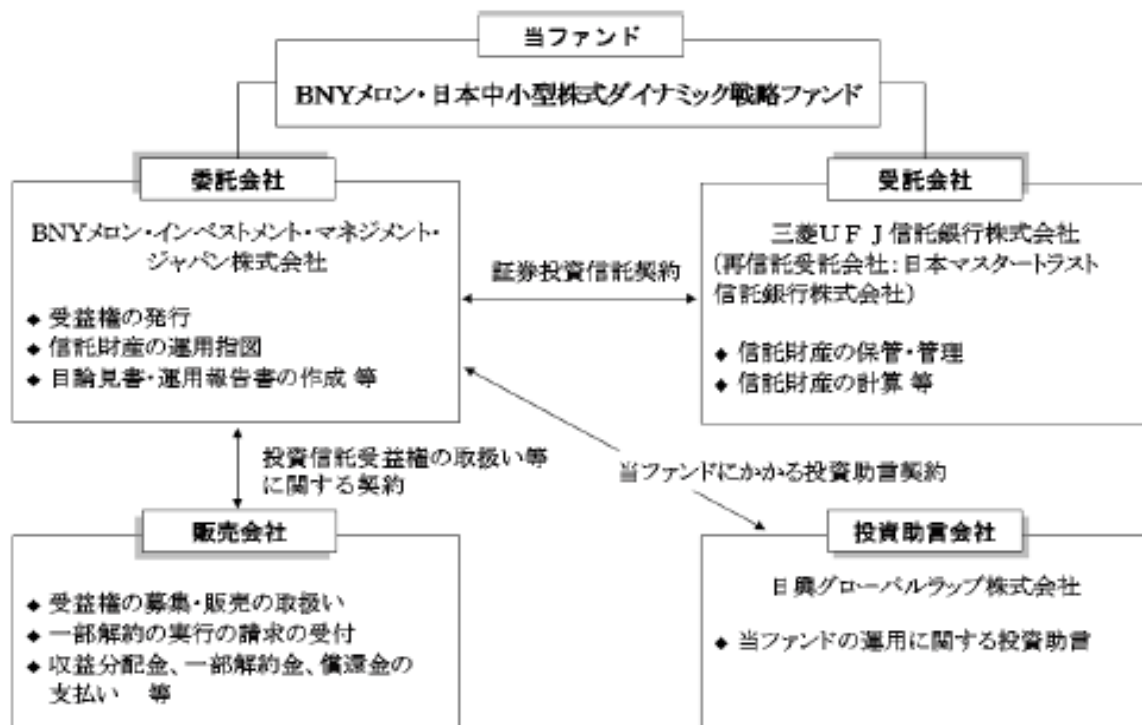 当ファンド
BNYメロン・日本中小型株式ダイナミック戦略ファンド
委託会社
BNYメロン・インベストメント・マネジメント・
ジャパン株式会社
◆ 受益権の発行
◆ 信託財産の運用指図
◆ 目論見書・運用報告書の作成 等
証券投資信託契約
受託会社
三菱UFJ信託銀行株式会社
(再信託受託会社:日本マスタートラスト
信託銀行株式会社)
◆ 信託財産の保管・管理
◆ 信託財産の計算 等
投資信託受益権の取扱い等
に関する契約
当ファンドにかかる投資助言契約
販売会社
◆ 受益権の募集・販売の取扱い
◆ 一部解約の実行の請求の受付
◆ 収益分配金、一部解約金、償還金の
支払い 等
投資助言会社
日興グローバルラップ株式会社
◆ 当ファンドの運用に関する投資助言